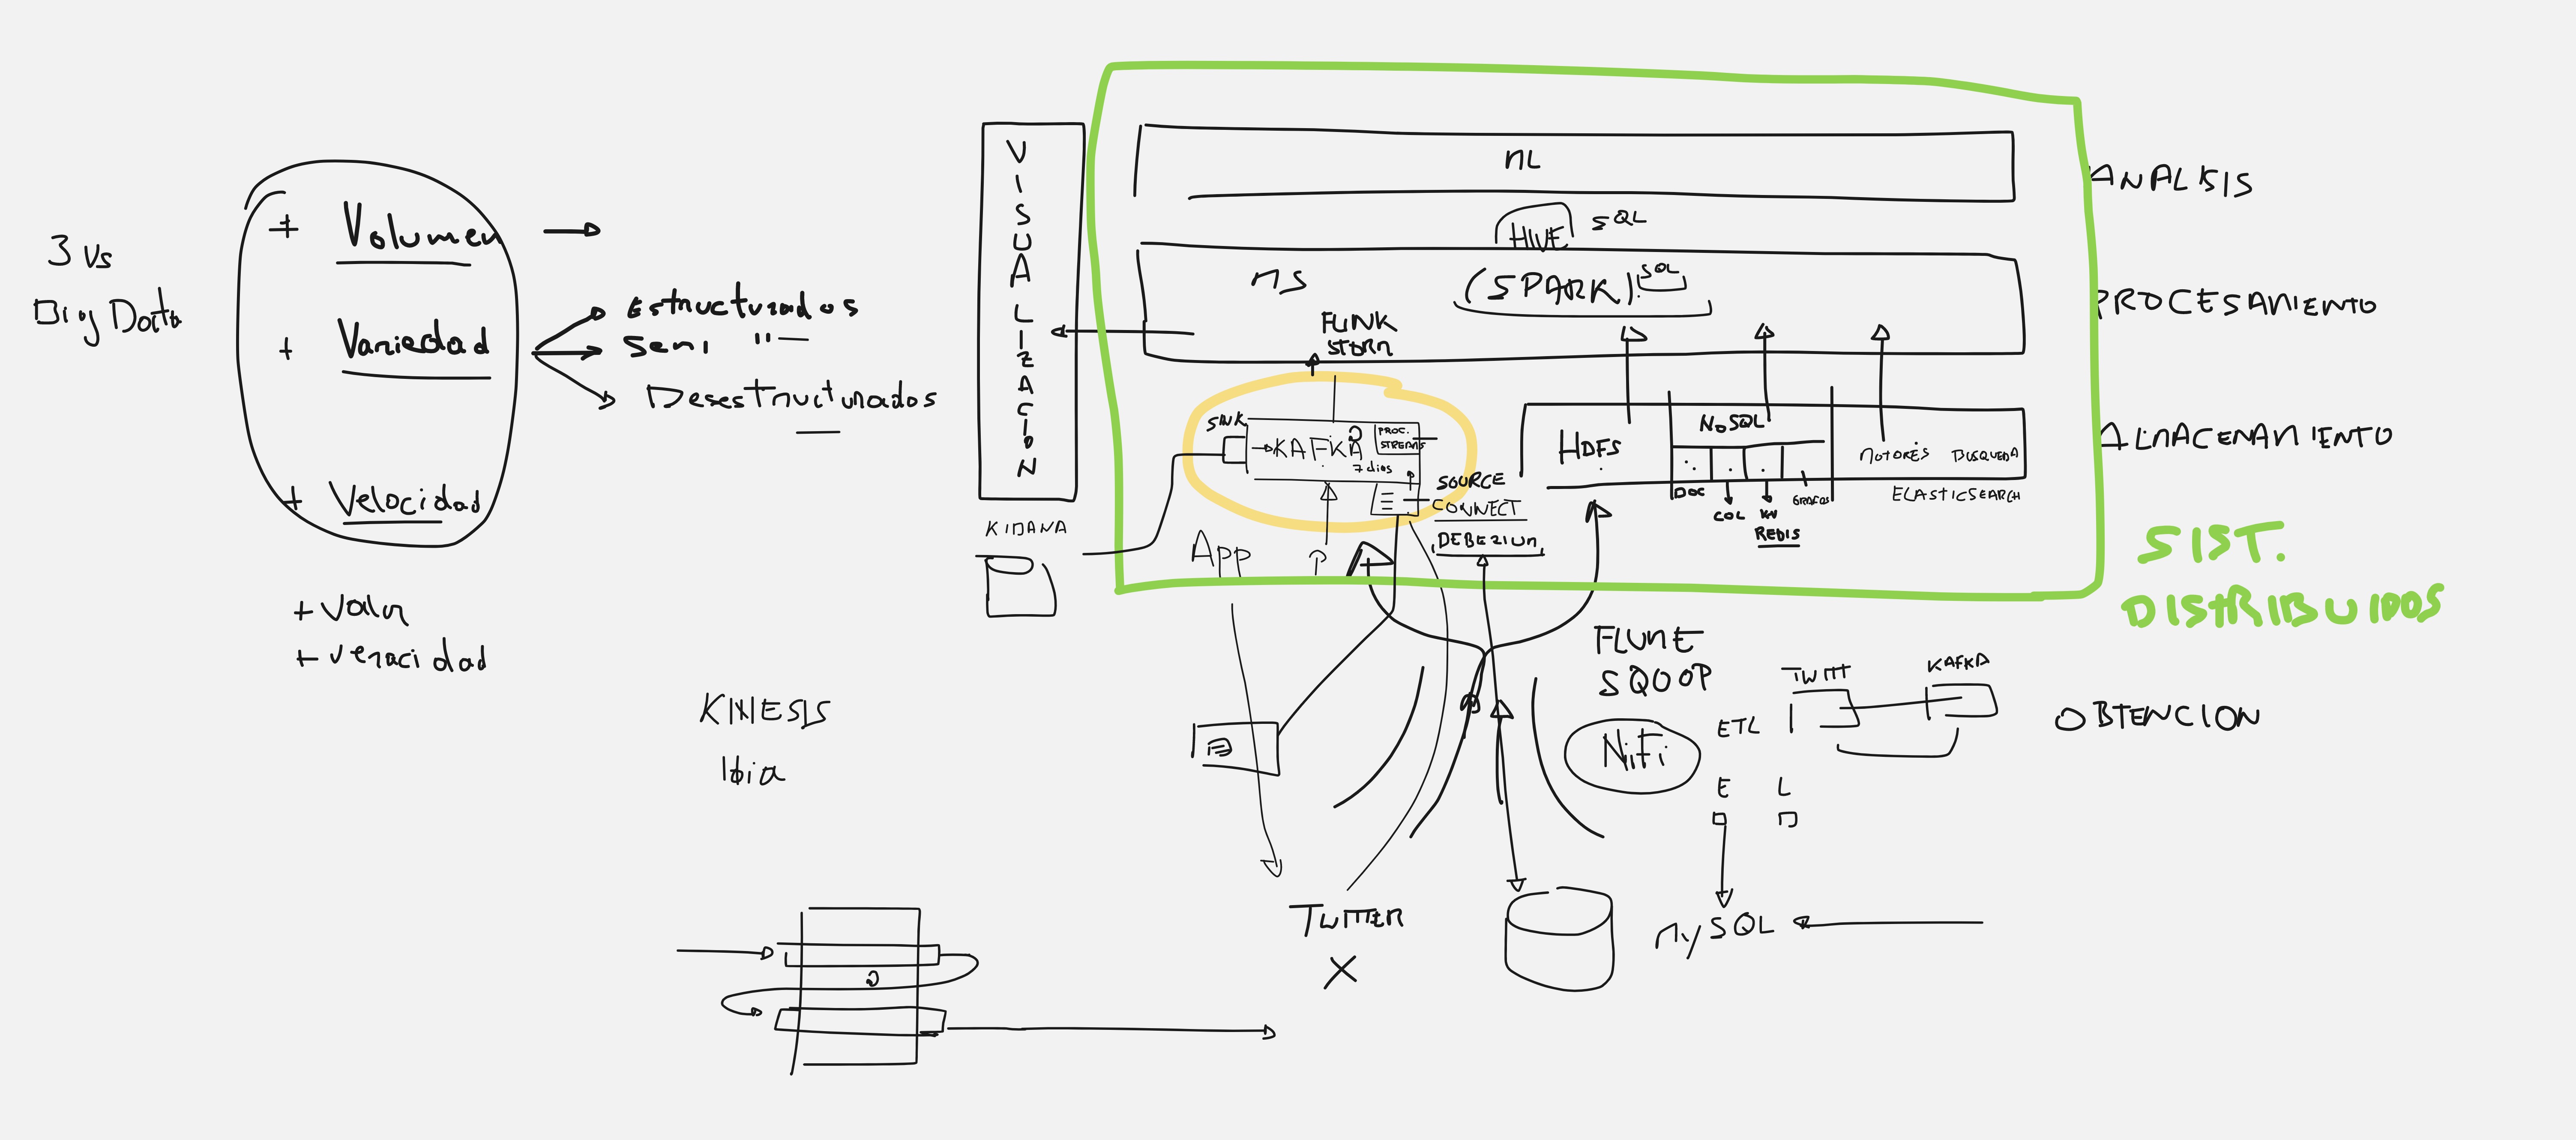 3 Vs
Big Data
+ Volumen
+ Variedad
+ Velocidad
+ Valor
+ Veracidad
Estructurados
Semi "
Desestructurados
KINESIS
1 dia
VISUALIZACION
KIBANA
ML
HIVE SQL
MS
(SPARK) SQL
FLINK
STORM
SINK
KAFKA
7 dias
PROC.
STREAMS
SOURCE
CONNECT
DEBEZIUM
App
HDFS
NoSQL
DOC
COL
KV
REDIS
GRAFOS
MOTORES BUSQUEDA
ELASTICSEARCH
ANALISIS
PROCESAMIENTO
ALMACENAMIENTO
SIST.
DISTRIBUIDOS
FLUME
SQOOP
NiFi
TWITT
KAFKA
ETL
E L
OBTENCION
TWITTER
X
MySQL